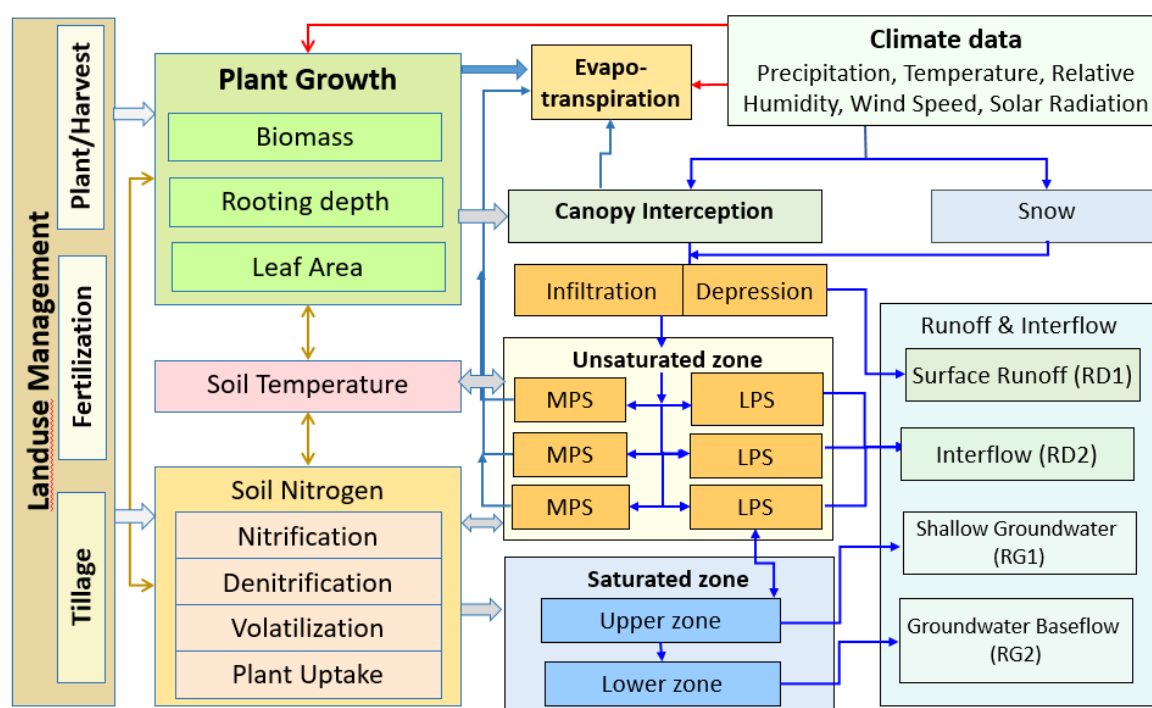 Landuse Management
Plant/Harvest
Fertilization
Tillage
Plant Growth
Biomass
Rooting depth
Leaf Area
Soil Temperature
Soil Nitrogen
Nitrification
Denitrification
Volatilization
Plant Uptake
Evapo-
transpiration
Climate data
Precipitation, Temperature, Relative
Humidity, Wind Speed, Solar Radiation
Canopy Interception
Snow
Infiltration
Depression
Unsaturated zone
MPS
LPS
MPS
LPS
MPS
LPS
Saturated zone
Upper zone
Lower zone
Runoff & Interflow
Surface Runoff (RD1)
Interflow (RD2)
Shallow Groundwater
(RG1)
Groundwater Baseflow
(RG2)